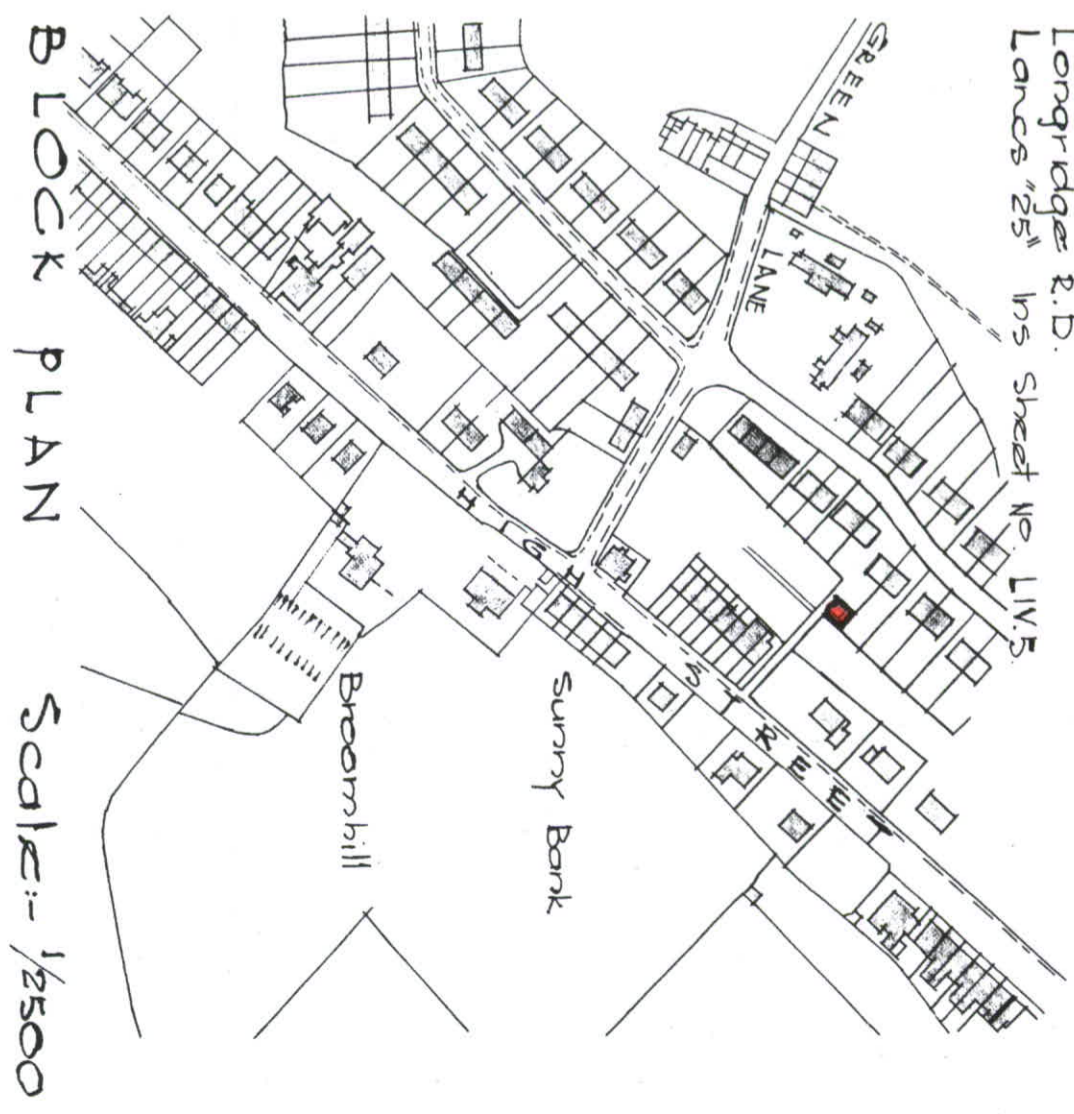 Longridge R.D.
Lancs "25" Ins Sheet No. LIV.5.
GREEN LANE
HIGH STREET
Sunny Bank
Broomhill
BLOCK PLAN Scale:- 1/2500